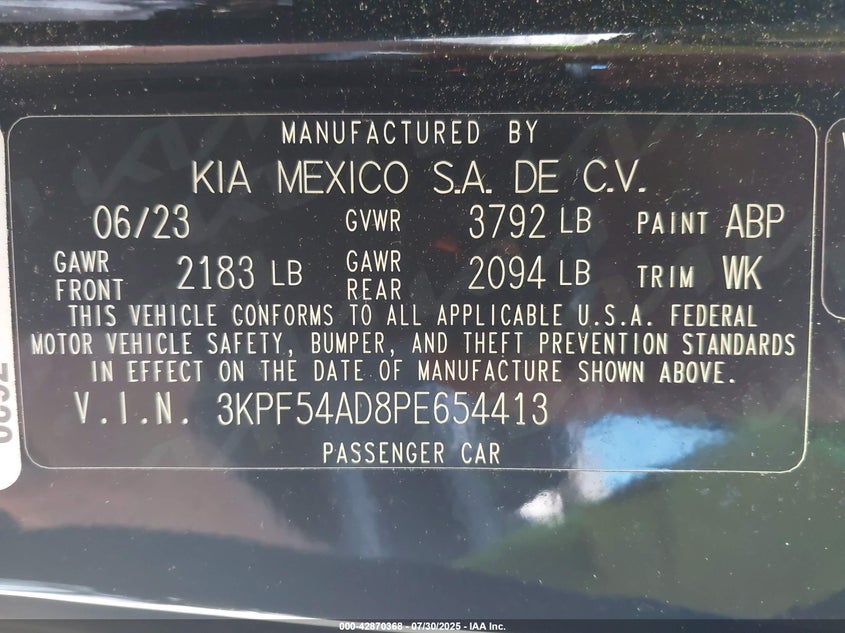 MANUFACTURED BY
KIA MEXICO S.A. DE C.V.
06/23 GVWR 3792 LB PAINT ABP
GAWR FRONT 2183 LB GAWR REAR 2094 LB TRIM WK
THIS VEHICLE CONFORMS TO ALL APPLICABLE U.S.A. FEDERAL
MOTOR VEHICLE SAFETY, BUMPER, AND THEFT PREVENTION STANDARDS
IN EFFECT ON THE DATE OF MANUFACTURE SHOWN ABOVE.
V.I.N. 3KPF54AD8PE654413
PASSENGER CAR
000-42870368 - 07/30/2025 - IAA Inc.